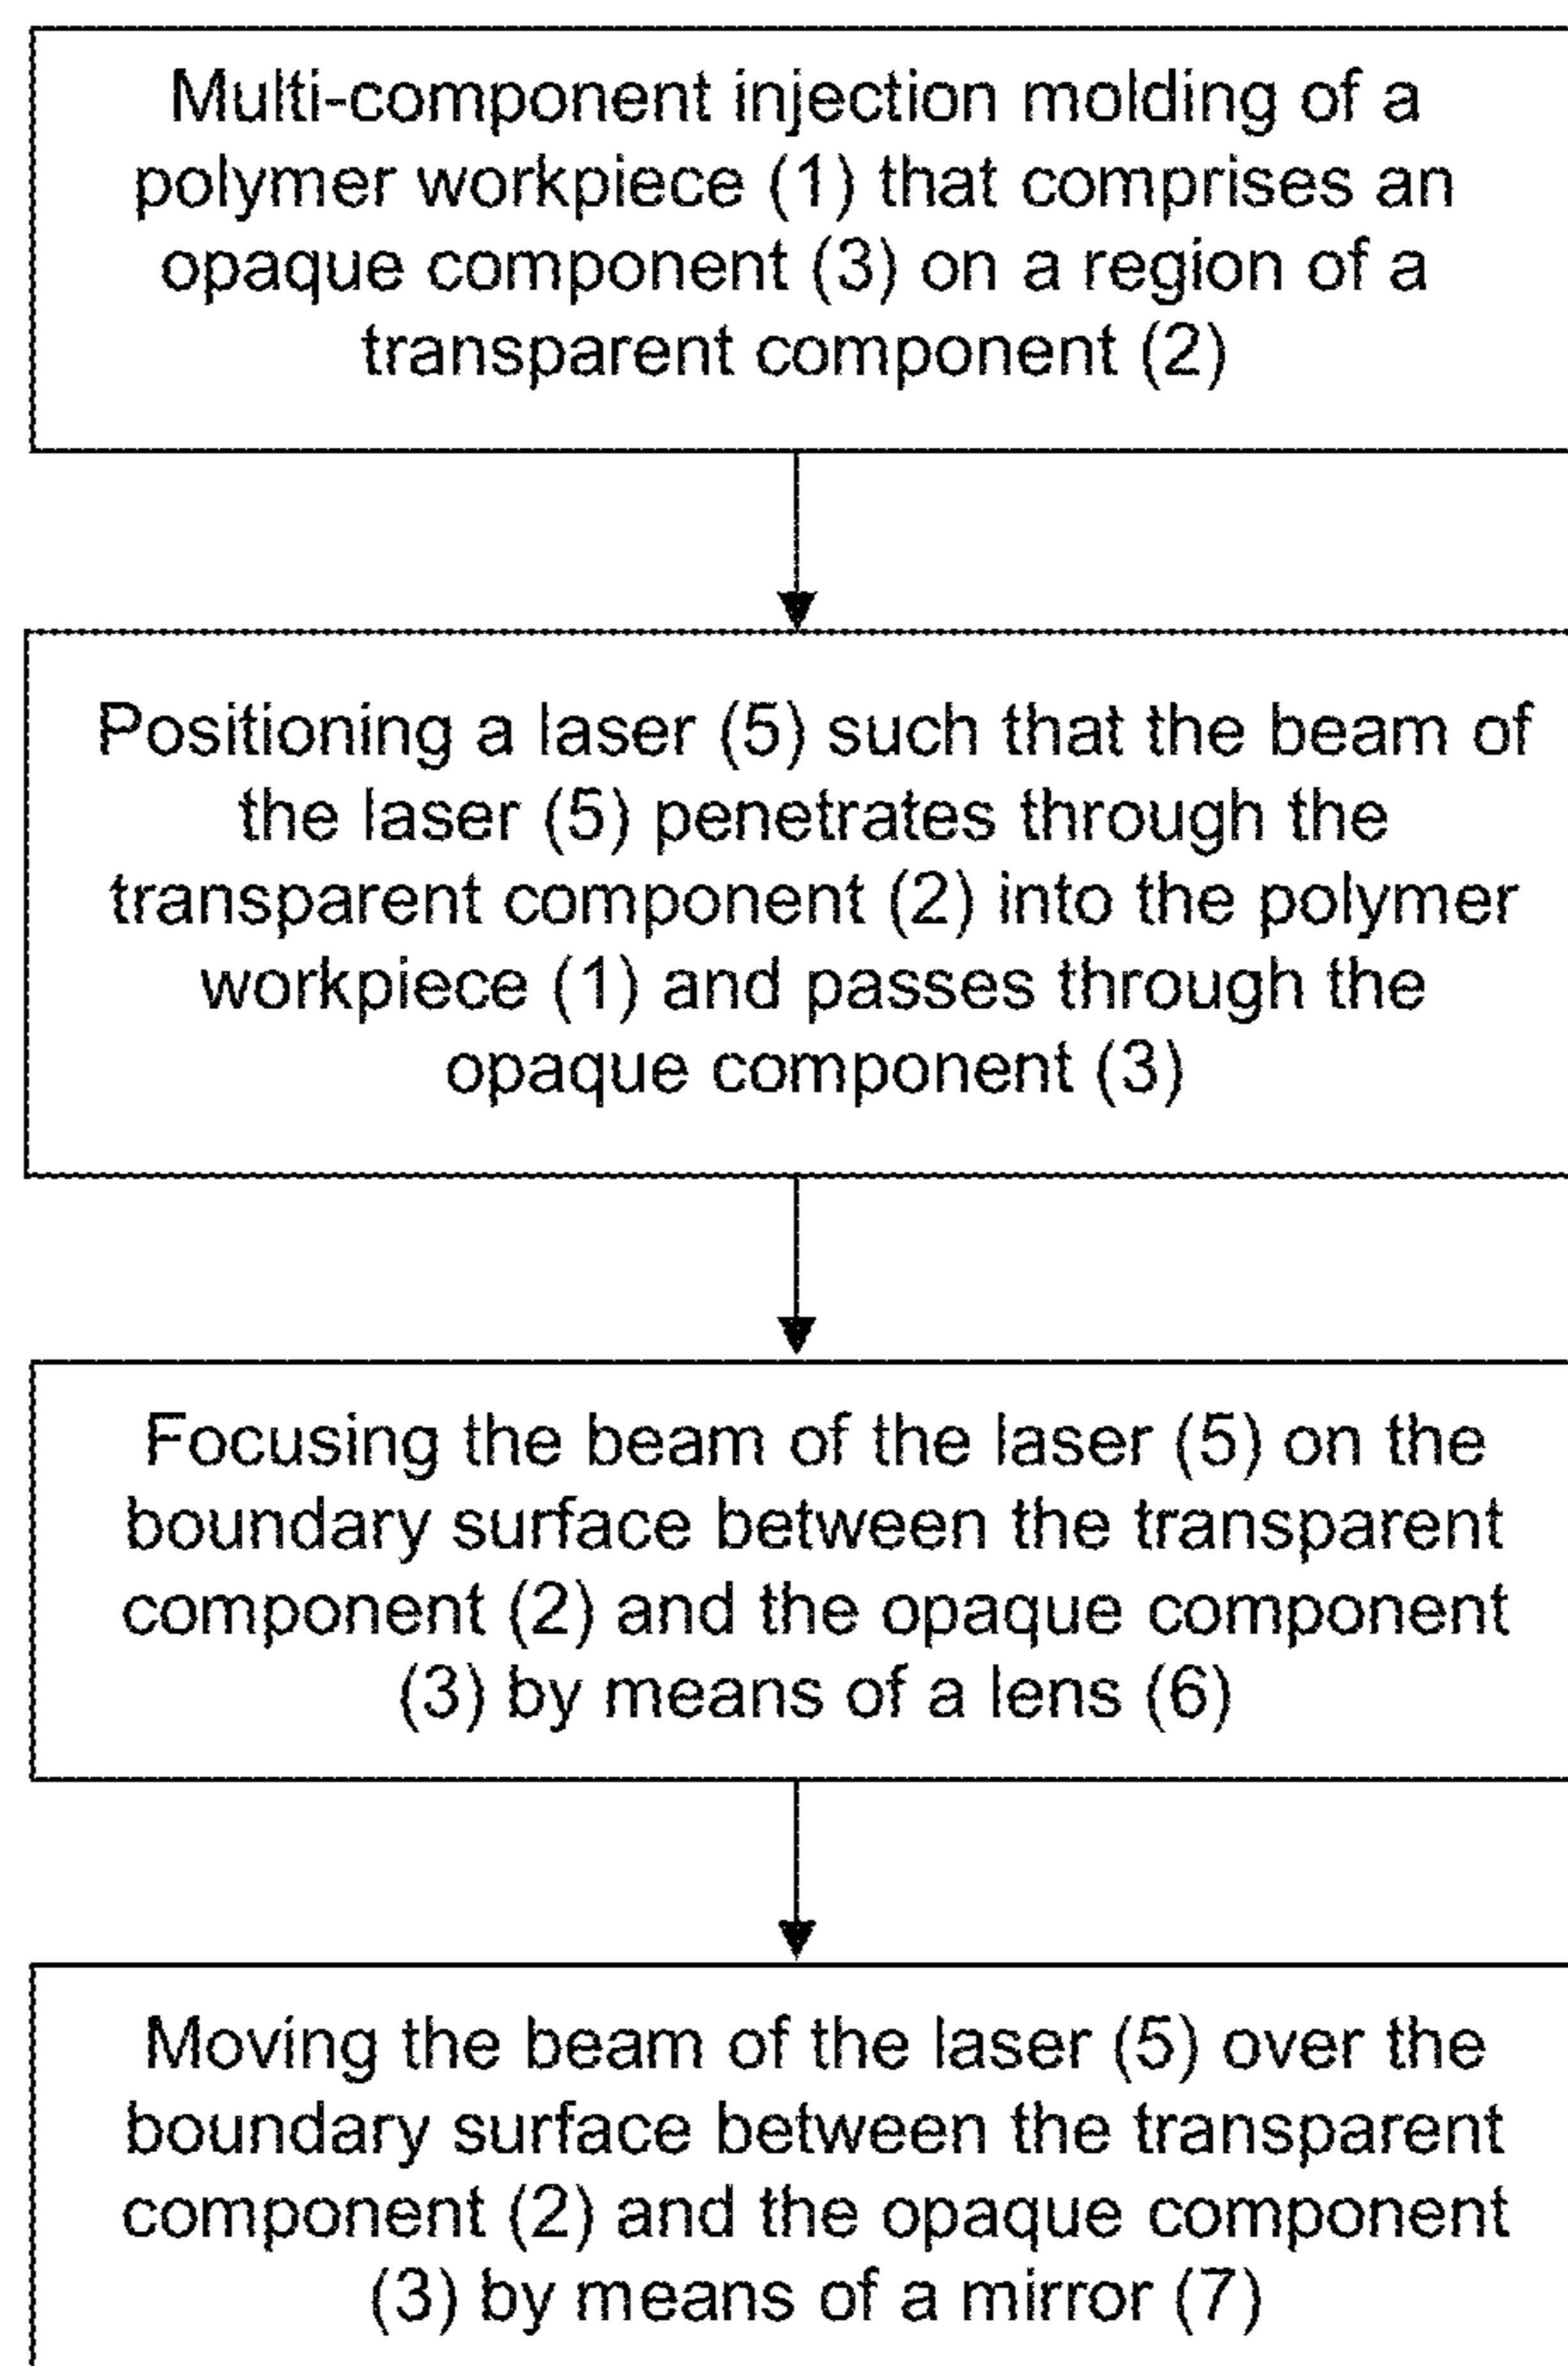 Multi-component injection molding of a
polymer workpiece (1) that comprises an
opaque component (3) on a region of a
transparent component (2)
Positioning a laser (5) such that the beam of
the laser (5) penetrates through the
transparent component (2) into the polymer
workpiece (1) and passes through the
opaque component (3)
Focusing the beam of the laser (5) on the
boundary surface between the transparent
component (2) and the opaque component
(3) by means of a lens (6)
Moving the beam of the laser (5) over the
boundary surface between the transparent
component (2) and the opaque component
(3) by means of a mirror (7)